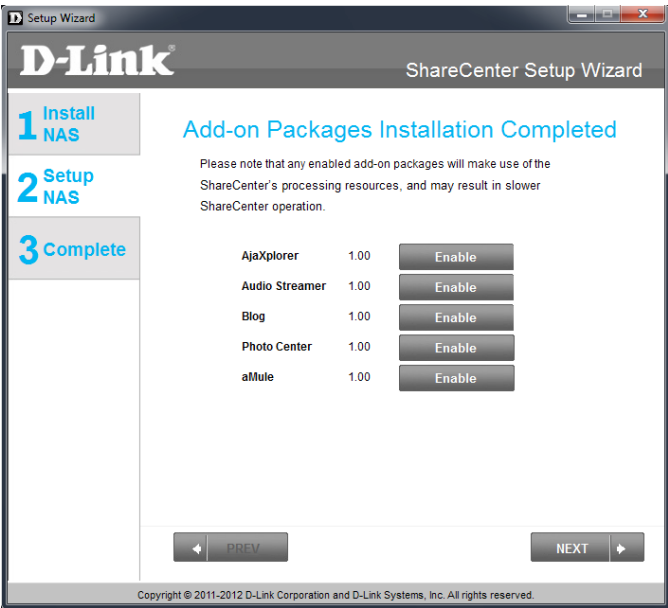 Setup Wizard
D-Link®
ShareCenter Setup Wizard
1 Install
NAS
2 Setup
NAS
3 Complete
Add-on Packages Installation Completed
Please note that any enabled add-on packages will make use of the
ShareCenter's processing resources, and may result in slower
ShareCenter operation.
AjaXplorer 1.00 Enable
Audio Streamer 1.00 Enable
Blog 1.00 Enable
Photo Center 1.00 Enable
aMule 1.00 Enable
PREV
NEXT
Copyright © 2011-2012 D-Link Corporation and D-Link Systems, Inc. All rights reserved.